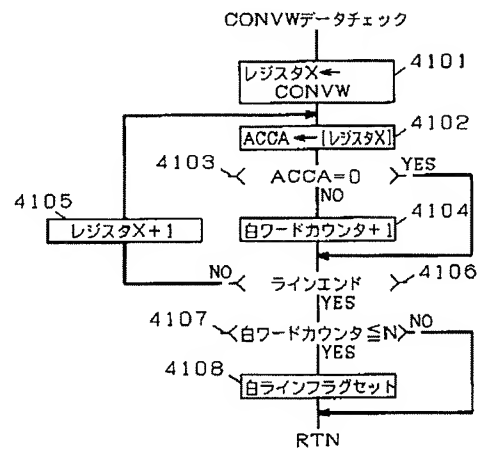 CONVWデータチェック
レジスタX←
CONVW
4101
ACCA←[レジスタX]
4102
4103
ACCA=0
YES
NO
4105
レジスタX+1
白ワードカウンタ+1
4104
NO
ラインエンド
4106
YES
4107
白ワードカウンタ≦N
NO
YES
4108
白ラインフラグセット
RTN